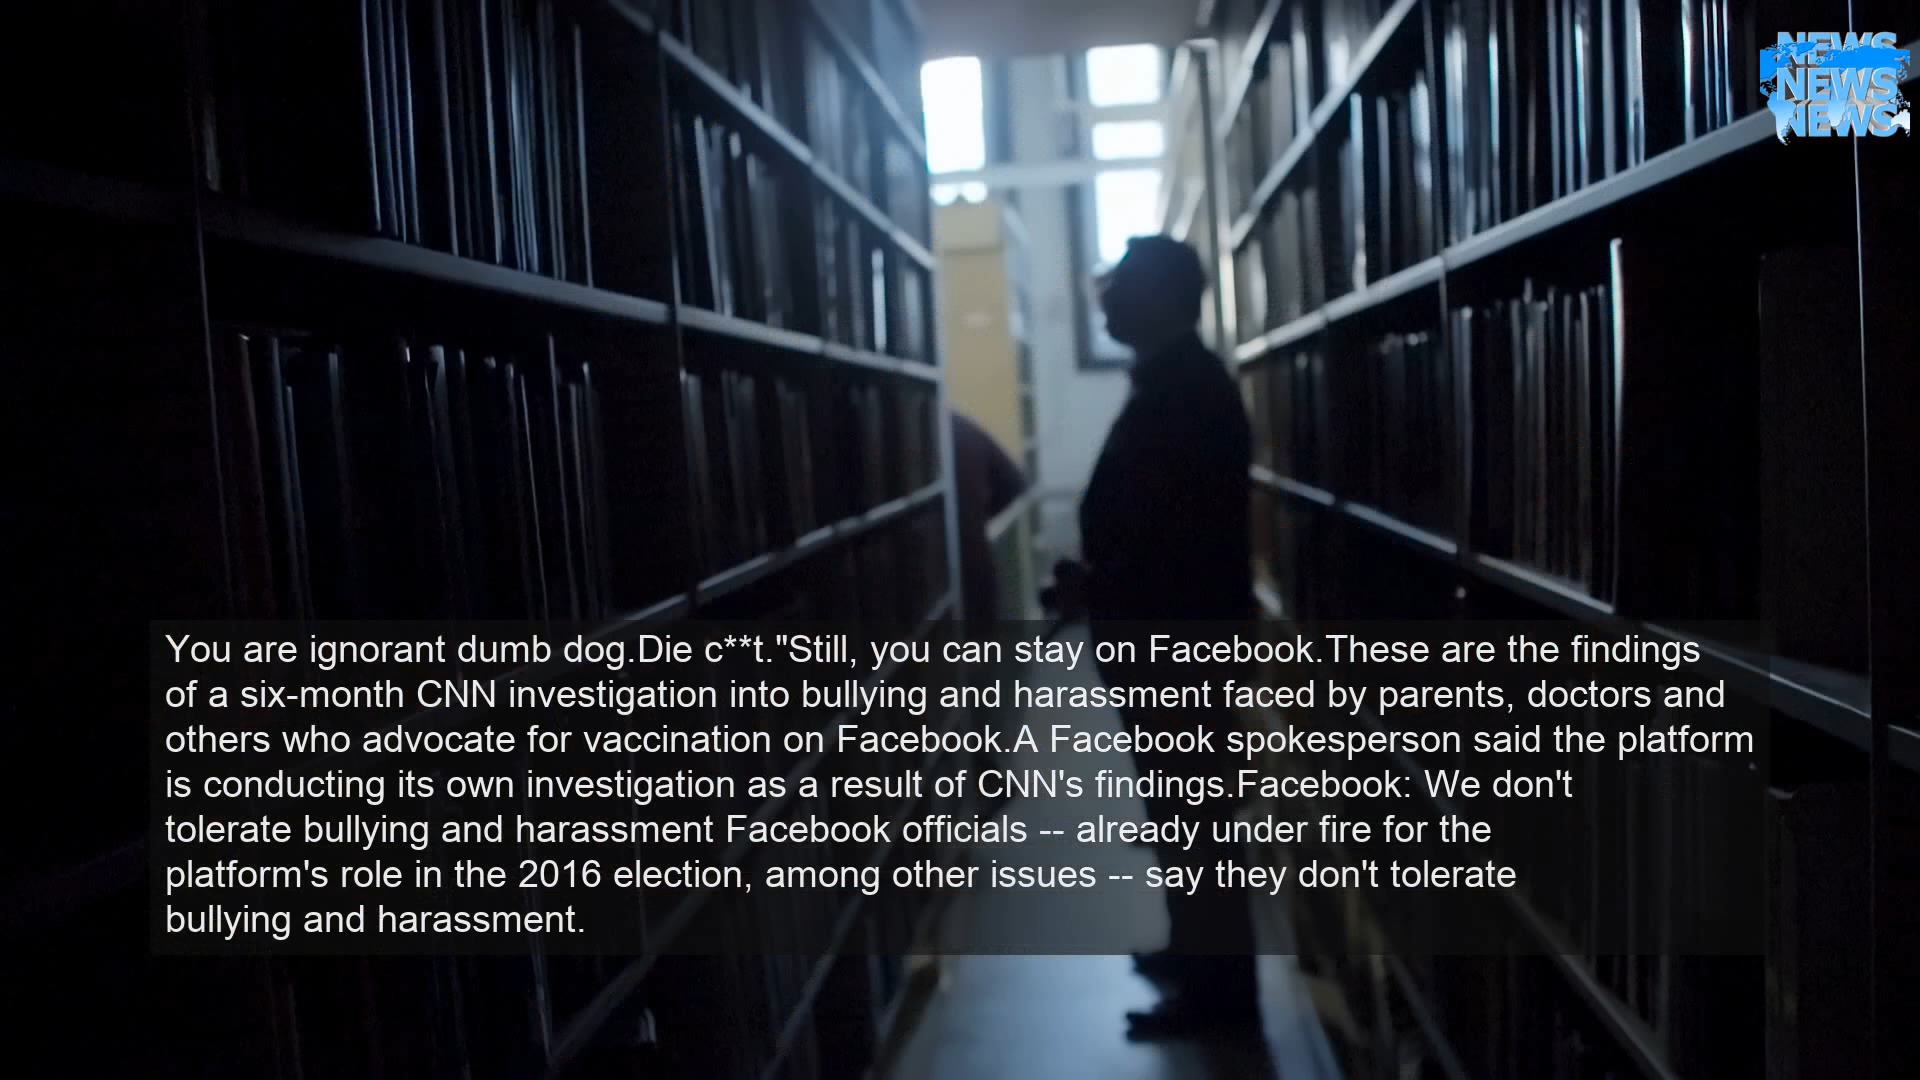 NEWS
NEWS
NEWS
You are ignorant dumb dog.Die c**t."Still, you can stay on Facebook.These are the findings
of a six-month CNN investigation into bullying and harassment faced by parents, doctors and
others who advocate for vaccination on Facebook.A Facebook spokesperson said the platform
is conducting its own investigation as a result of CNN's findings.Facebook: We don't
tolerate bullying and harassment Facebook officials -- already under fire for the
platform's role in the 2016 election, among other issues -- say they don't tolerate
bullying and harassment.